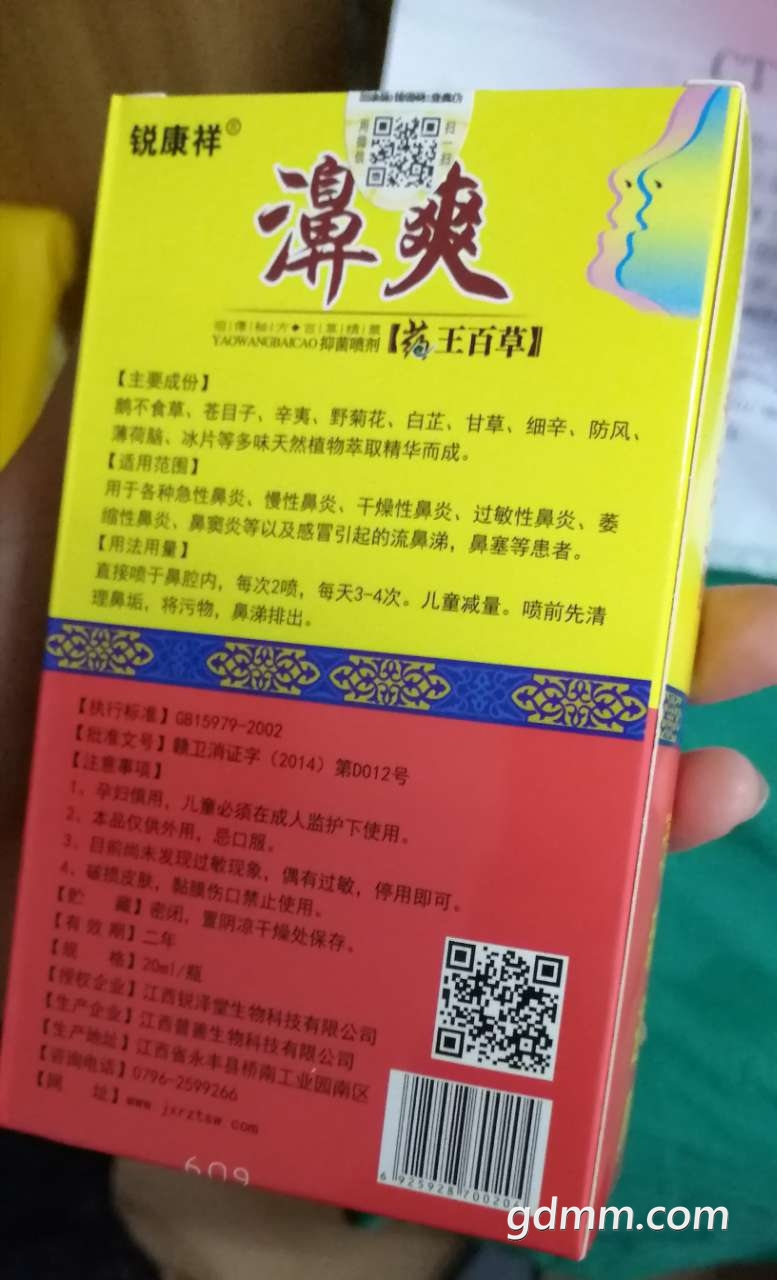 锐康祥®
扫一扫
濞爽
祖传秘方◆百草精墨
YAOWANGBAICAO 抑菌喷剂【药王百草】
【主要成份】
鹅不食草、苍目子、辛夷、野菊花、白芷、甘草、细辛、防风、
薄荷脑、冰片等多味天然植物萃取精华而成。
【适用范围】
用于各种急性鼻炎、慢性鼻炎、干燥性鼻炎、过敏性鼻炎、萎
缩性鼻炎、鼻窦炎等以及感冒引起的流鼻涕，鼻塞等患者。
【用法用量】
直接喷于鼻腔内，每次2喷，每天3-4次。儿童减量。喷前先清
理鼻垢，将污物，鼻涕排出。
【执行标准】GB15979-2002
【批准文号】赣卫消证字（2014）第D012号
【注意事项】
1、孕妇慎用，儿童必须在成人监护下使用。
2、本品仅供外用，忌口服。
3、目前尚未发现过敏现象，偶有过敏，停用即可。
4、破损皮肤，黏膜伤口禁止使用。
【贮 藏】密闭，置阴凉干燥处保存。
【有效期】二年
【规 格】20ml/瓶
【授权企业】江西锐泽堂生物科技有限公司
【生产企业】江西普善生物科技有限公司
【生产地址】江西省永丰县桥南工业园南区
【咨询电话】0796-2599266
【网 址】www.jxrztsw.com
6 925928 700204
609
CT
gdmm.com